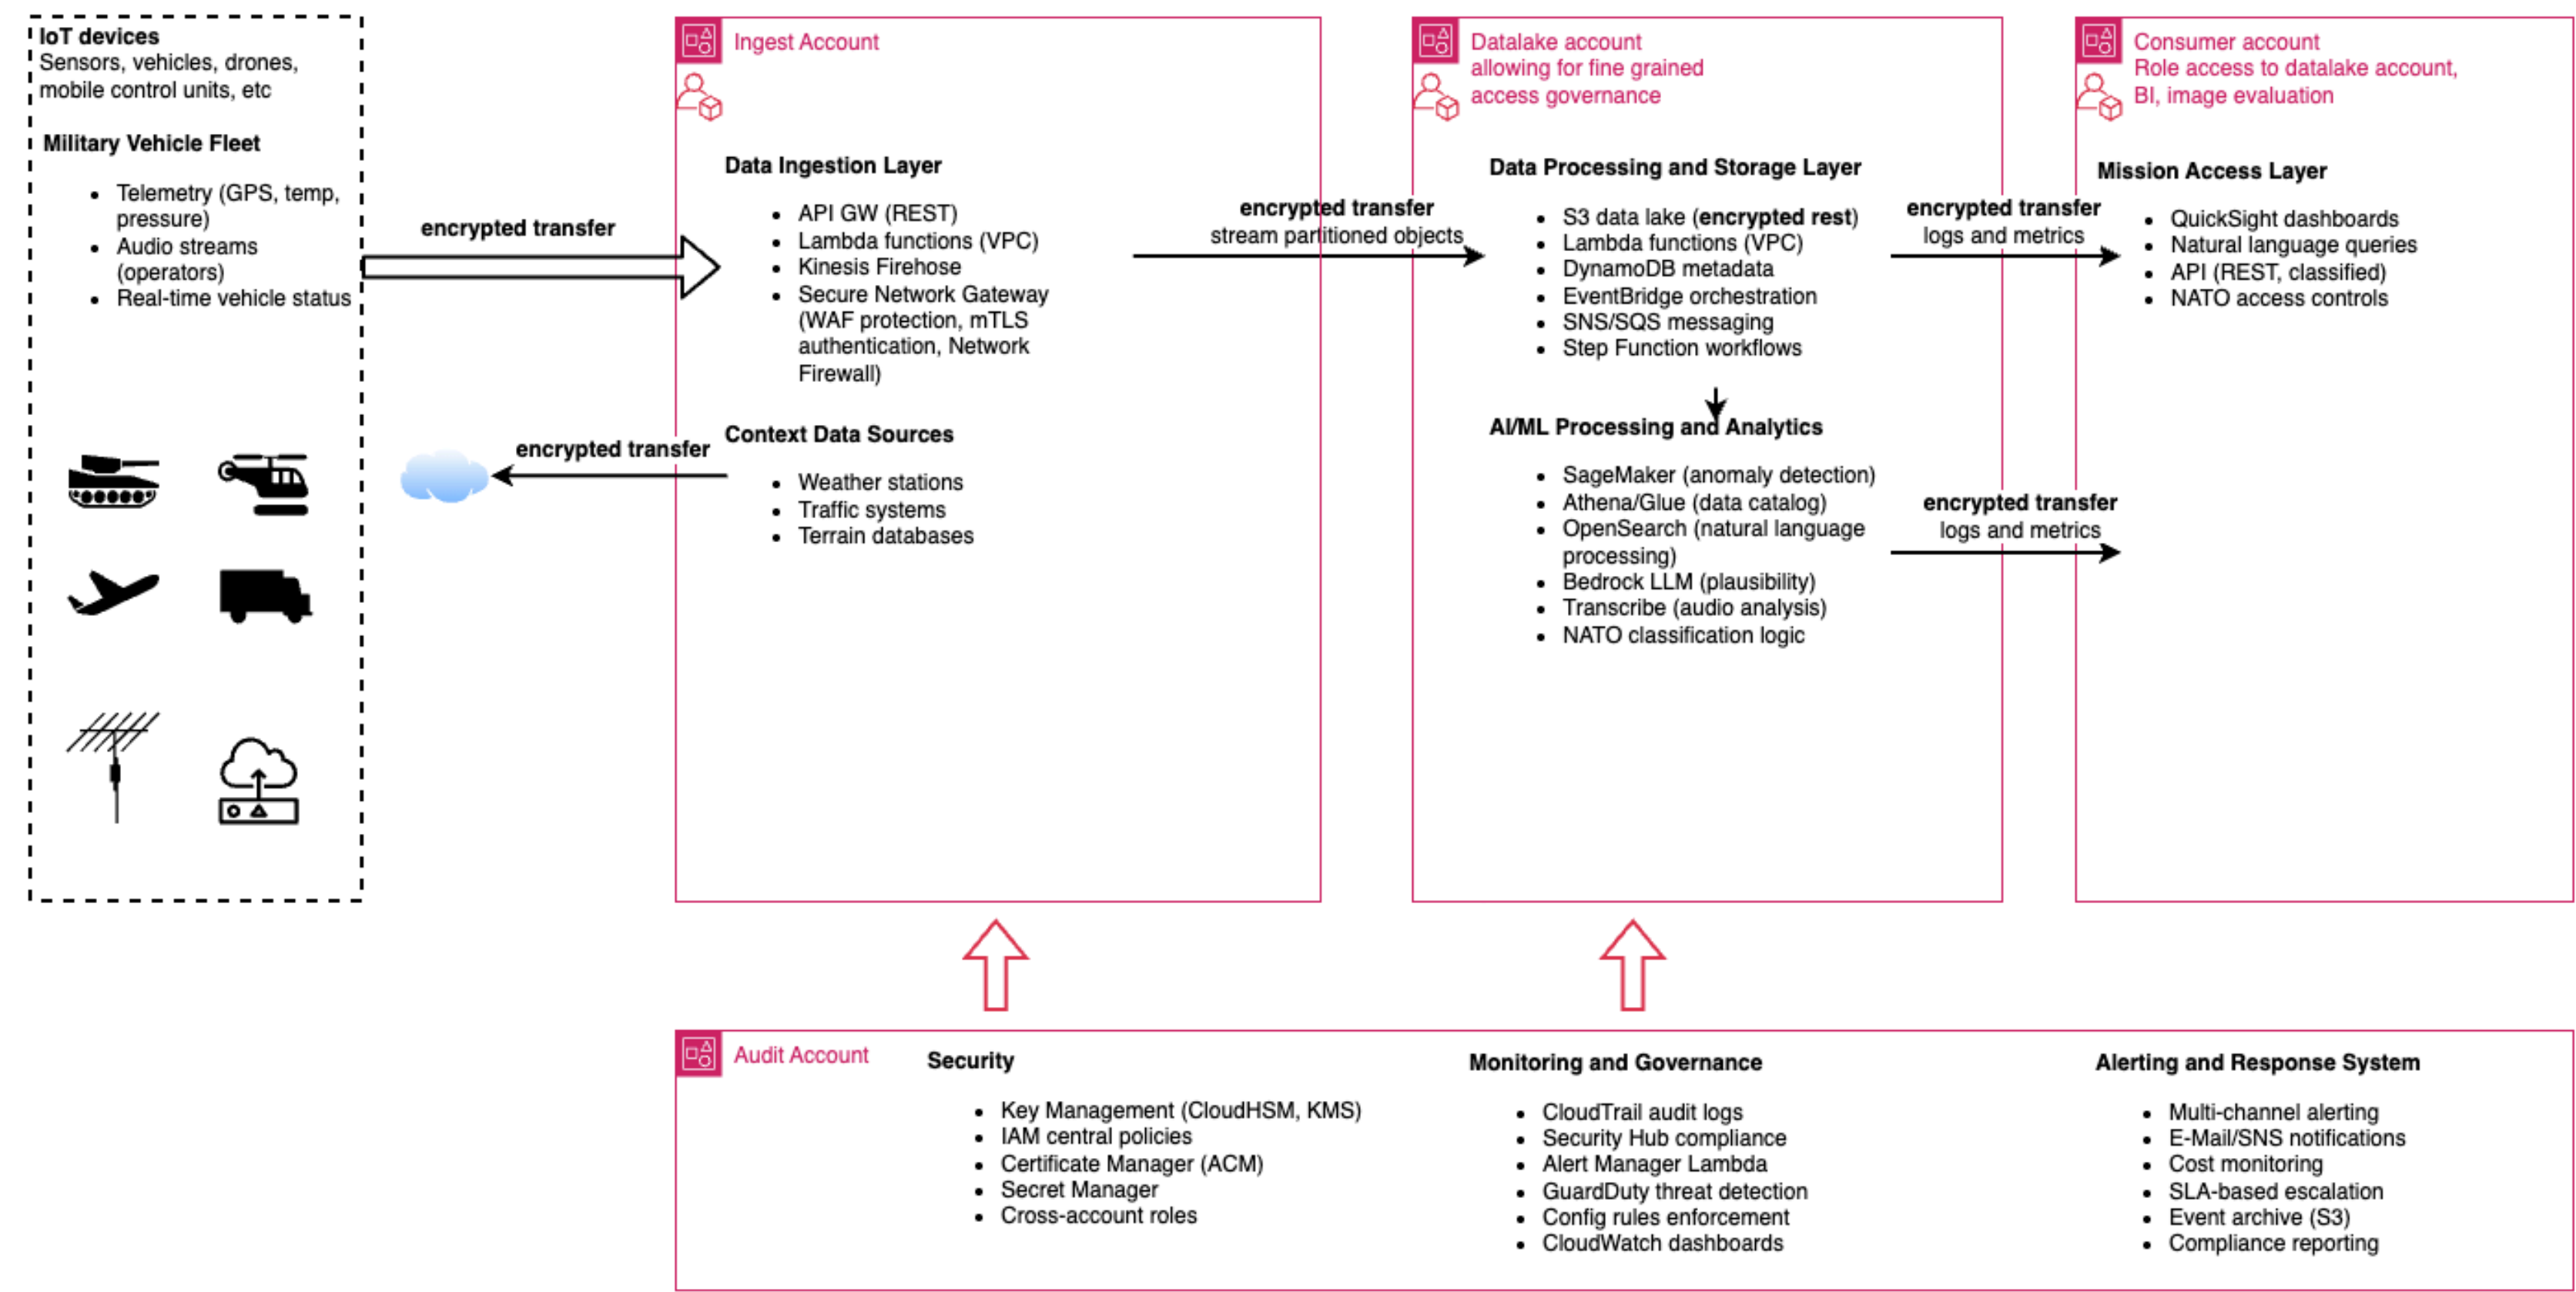 IoT devices
Sensors, vehicles, drones,
mobile control units, etc
Military Vehicle Fleet
• Telemetry (GPS, temp,
pressure)
• Audio streams
(operators)
• Real-time vehicle status
encrypted transfer
encrypted transfer
Ingest Account
Data Ingestion Layer
• API GW (REST)
• Lambda functions (VPC)
• Kinesis Firehose
• Secure Network Gateway
(WAF protection, mTLS
authentication, Network
Firewall)
Context Data Sources
• Weather stations
• Traffic systems
• Terrain databases
encrypted transfer
stream partitioned objects
Datalake account
allowing for fine grained
access governance
Data Processing and Storage Layer
• S3 data lake (encrypted rest)
• Lambda functions (VPC)
• DynamoDB metadata
• EventBridge orchestration
• SNS/SQS messaging
• Step Function workflows
AI/ML Processing and Analytics
• SageMaker (anomaly detection)
• Athena/Glue (data catalog)
• OpenSearch (natural language
processing)
• Bedrock LLM (plausibility)
• Transcribe (audio analysis)
• NATO classification logic
encrypted transfer
logs and metrics
encrypted transfer
logs and metrics
Consumer account
Role access to datalake account,
BI, image evaluation
Mission Access Layer
• QuickSight dashboards
• Natural language queries
• API (REST, classified)
• NATO access controls
Audit Account
Security
• Key Management (CloudHSM, KMS)
• IAM central policies
• Certificate Manager (ACM)
• Secret Manager
• Cross-account roles
Monitoring and Governance
• CloudTrail audit logs
• Security Hub compliance
• Alert Manager Lambda
• GuardDuty threat detection
• Config rules enforcement
• CloudWatch dashboards
Alerting and Response System
• Multi-channel alerting
• E-Mail/SNS notifications
• Cost monitoring
• SLA-based escalation
• Event archive (S3)
• Compliance reporting